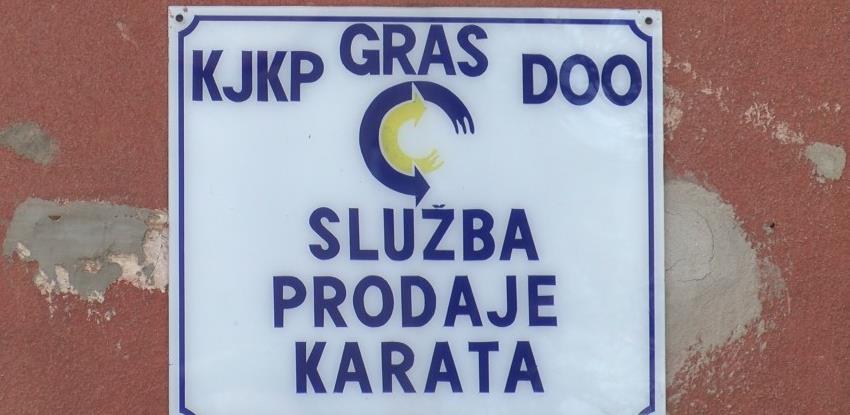 KJKP GRAS DOO
SLUŽBA
PRODAJE
KARATA